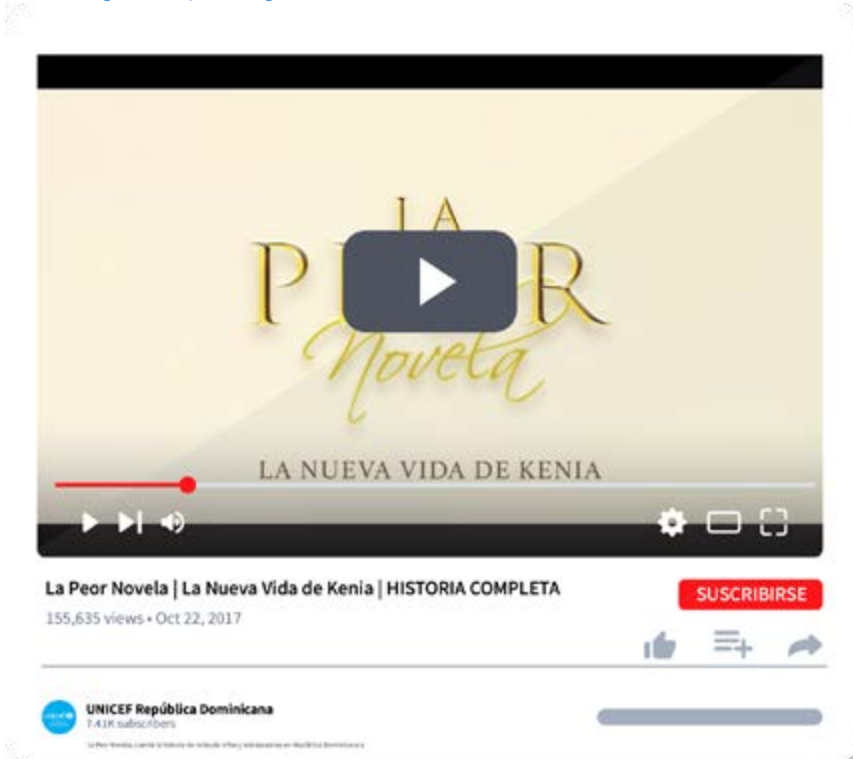 LA
PEOR
Novela
LA NUEVA VIDA DE KENIA
La Peor Novela | La Nueva Vida de Kenia | HISTORIA COMPLETA
SUSCRIBIRSE
155,635 views • Oct 22, 2017
UNICEF República Dominicana
7.41K subscribers